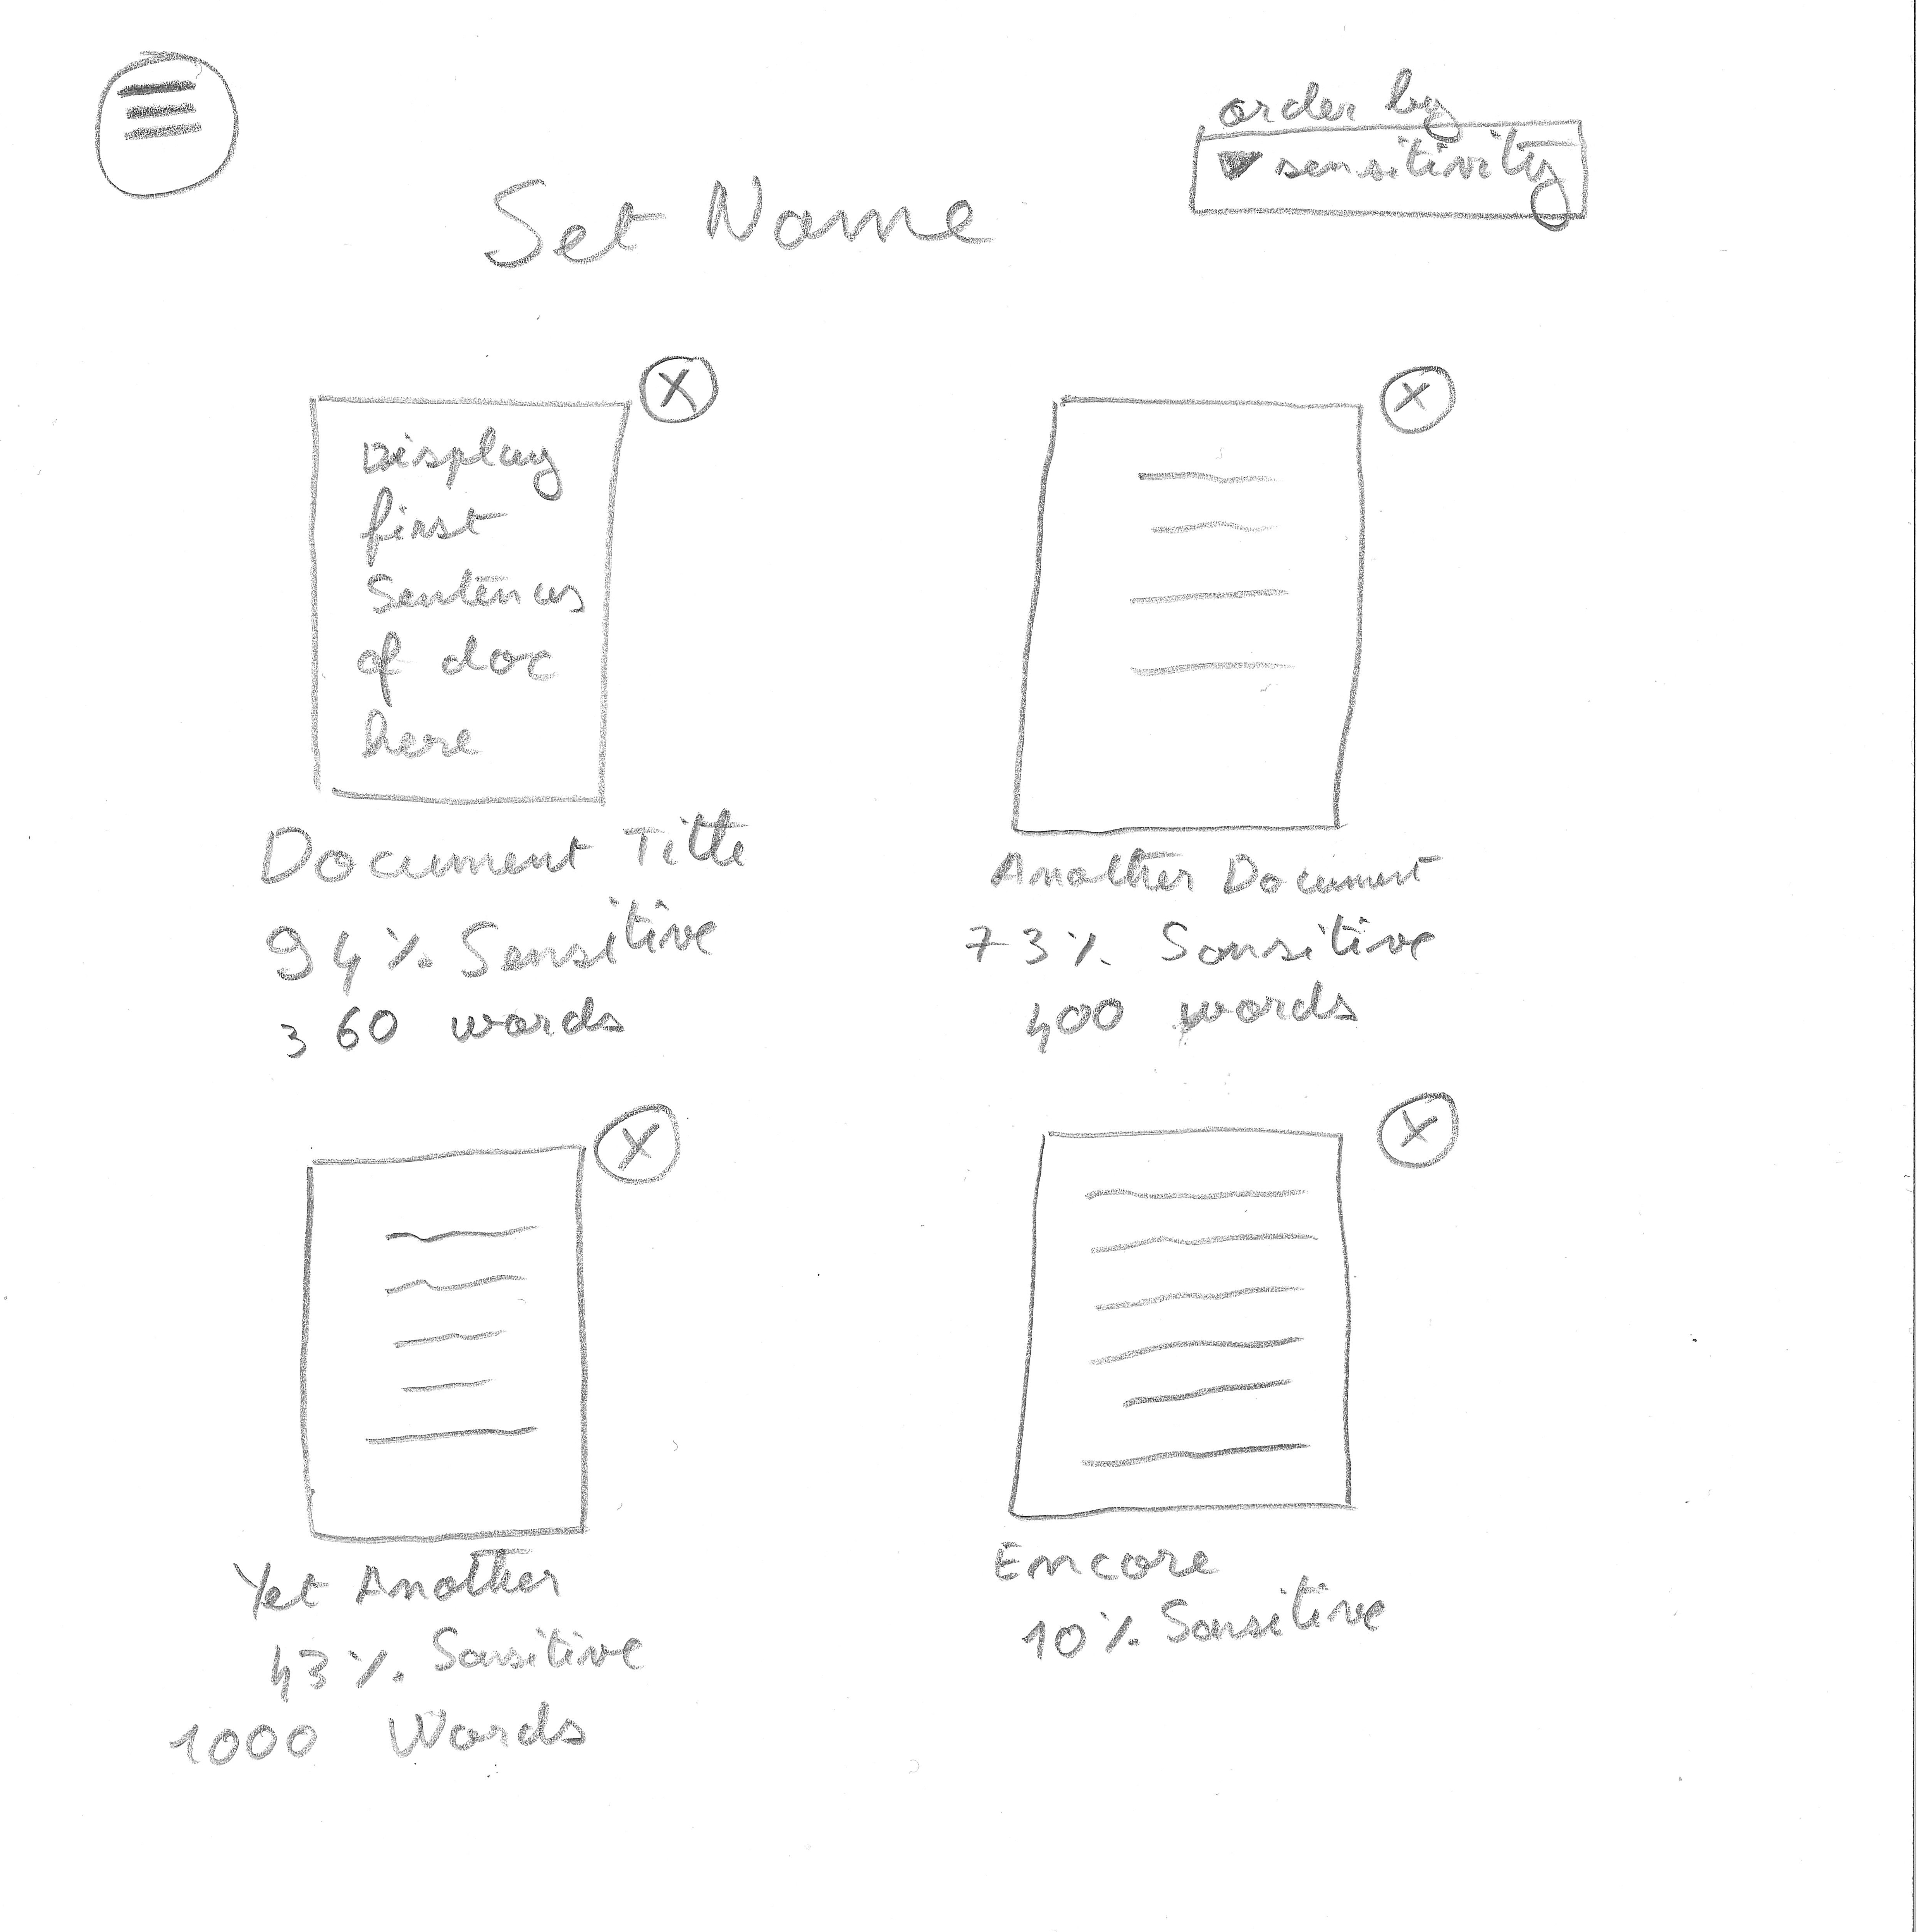 order by
▼ sensitivity
Set Name
X
X
Display
first
Sentences
of doc
here
Document Title
94% Sensitive
360 words
Another Document
73% Sensitive
400 words
X
X
Yet Another
43% Sensitive
1000 Words
Encore
10% Sensitive